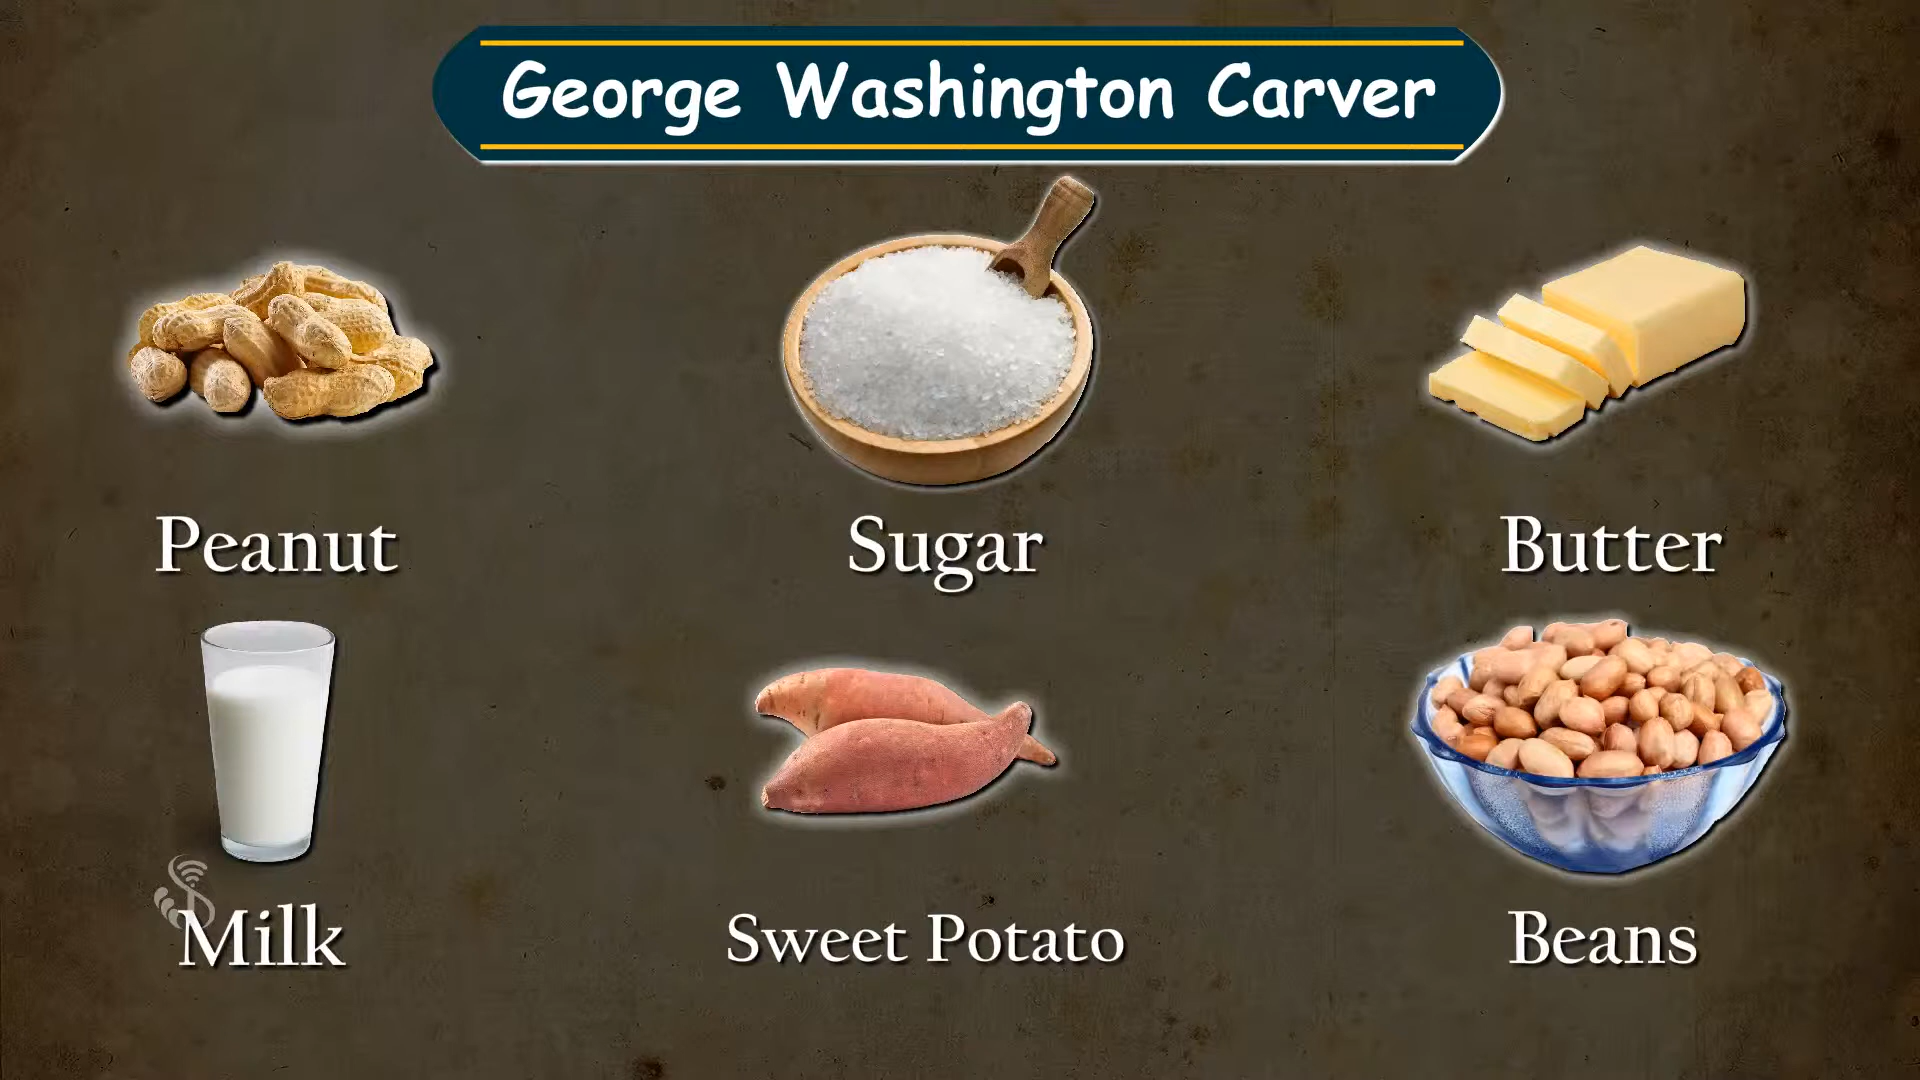 George Washington Carver
Peanut
Sugar
Butter
Milk
Sweet Potato
Beans